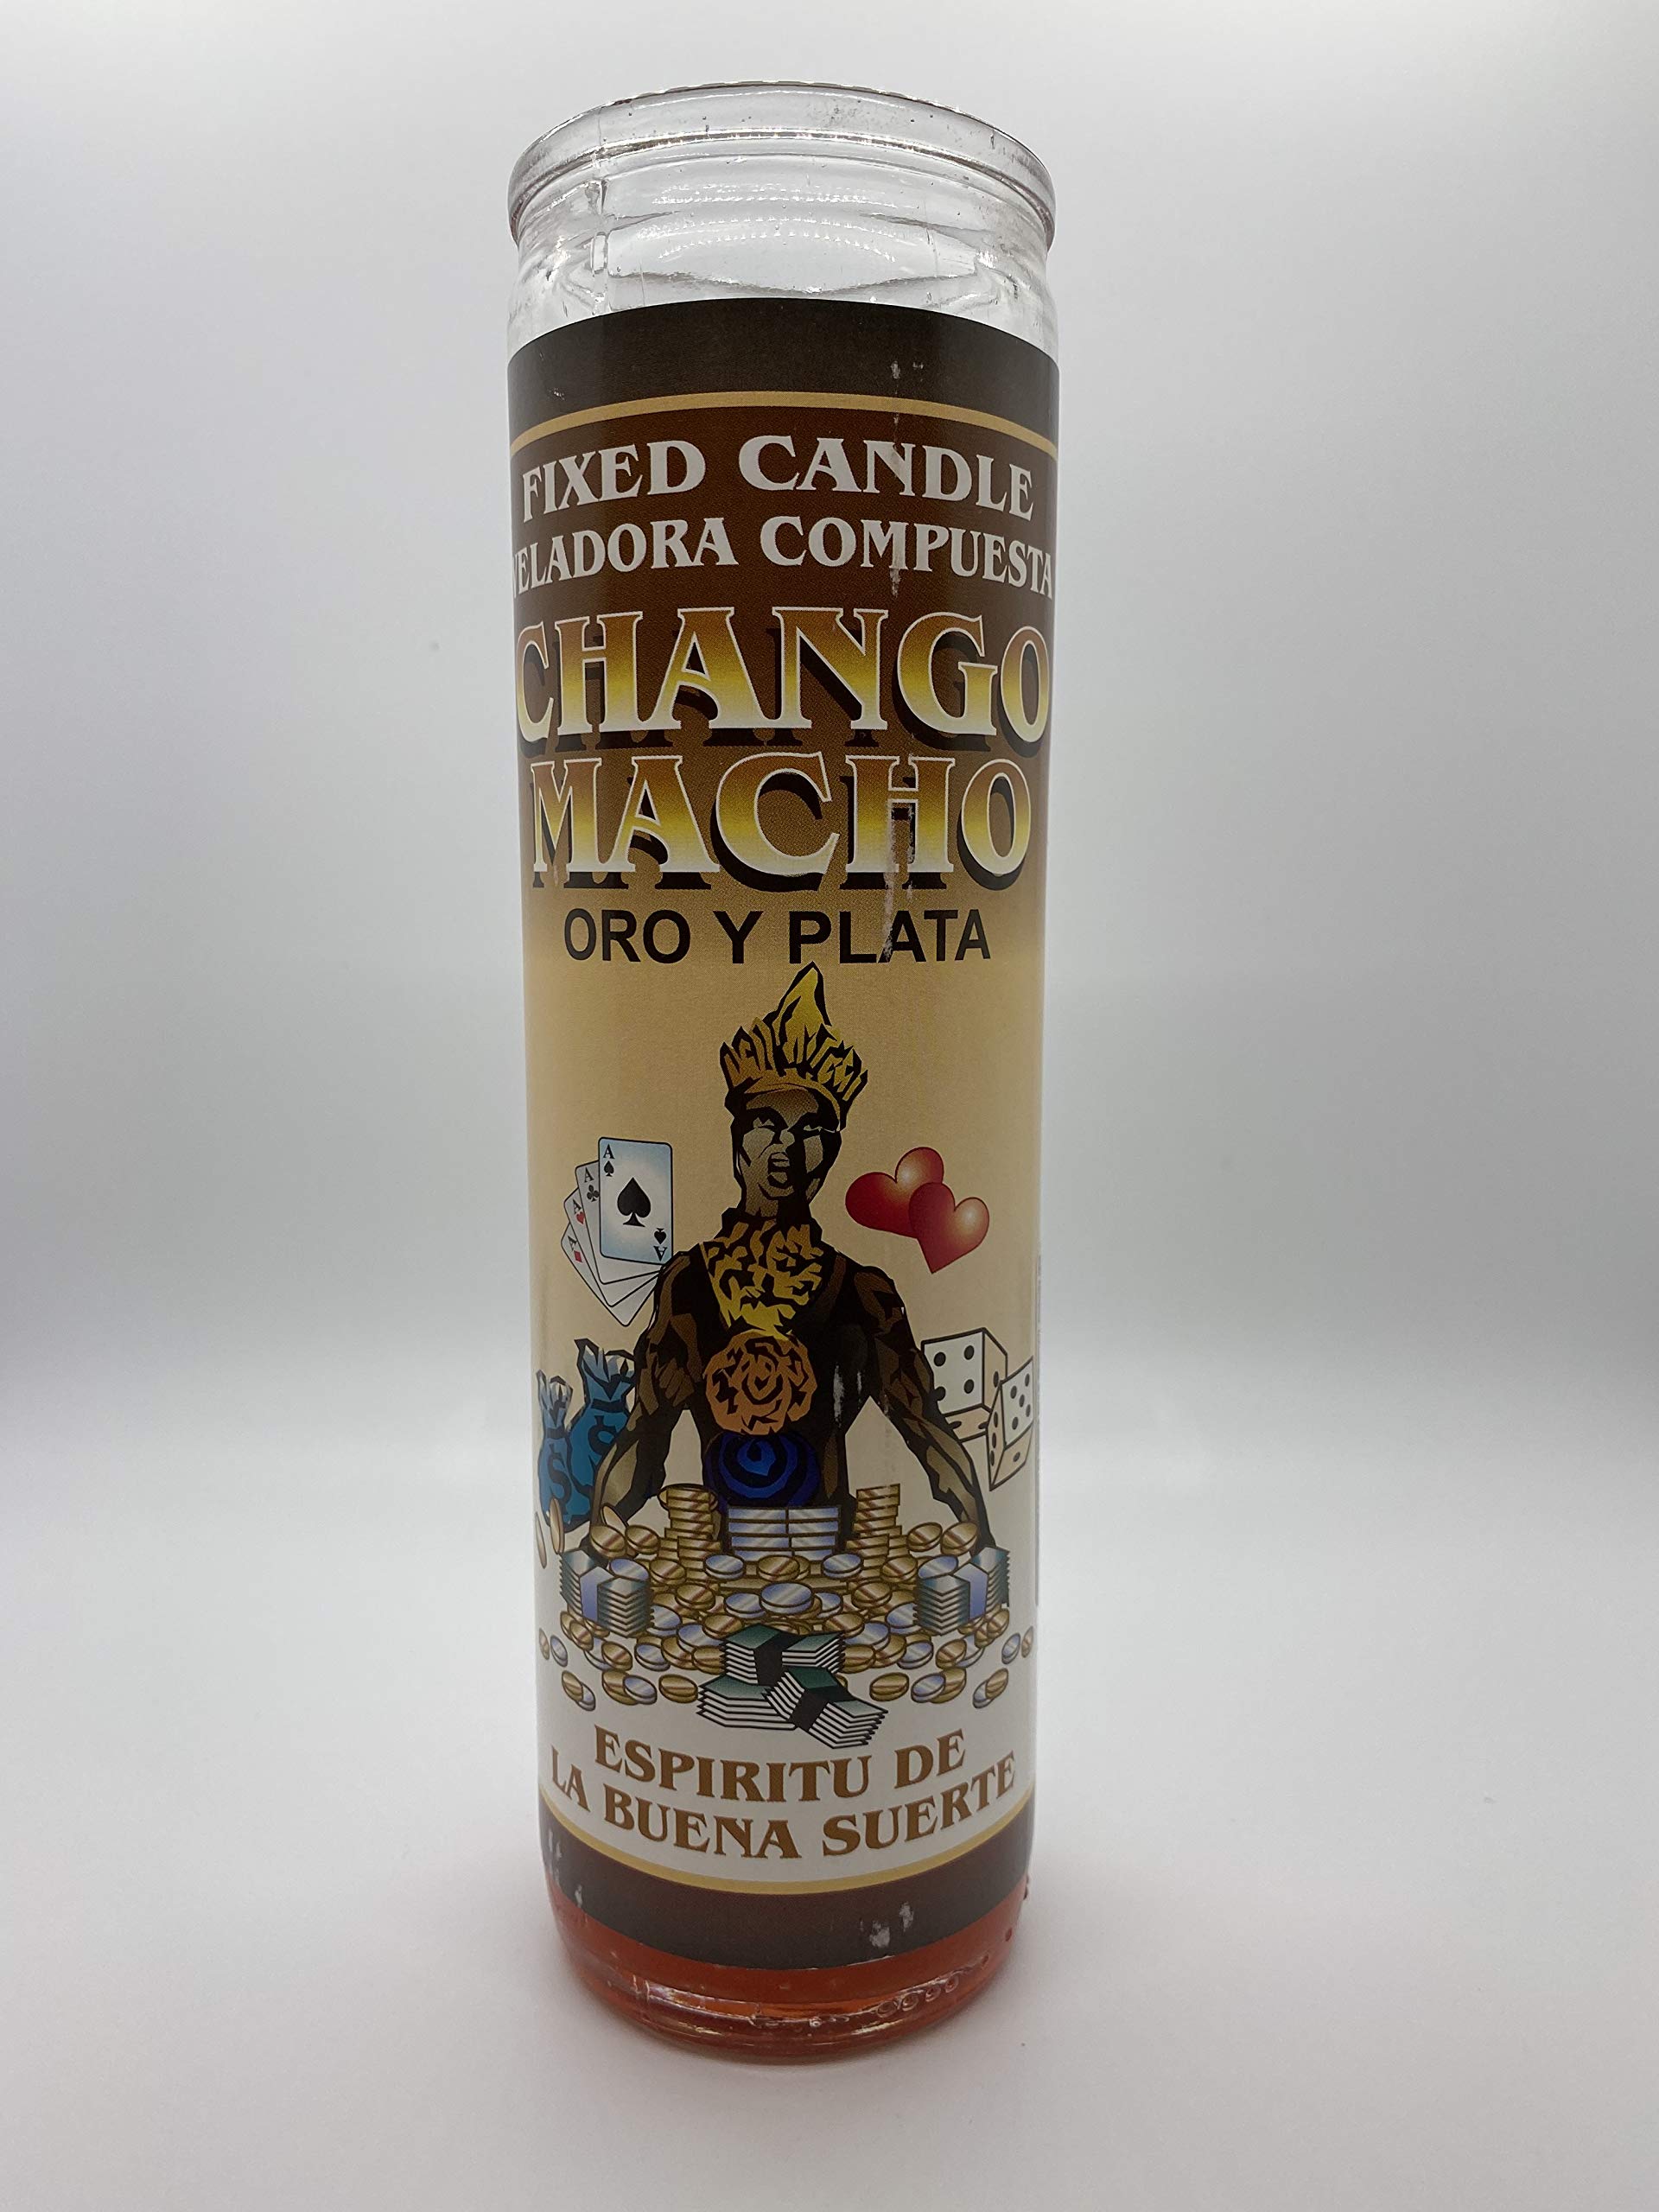 FIXED CANDLE
VELADORA COMPUESTA
CHANGO
MACHO
ORO Y PLATA
A
A
A
A
A
$
$
ESPIRITU DE
LA BUENA SUERTE